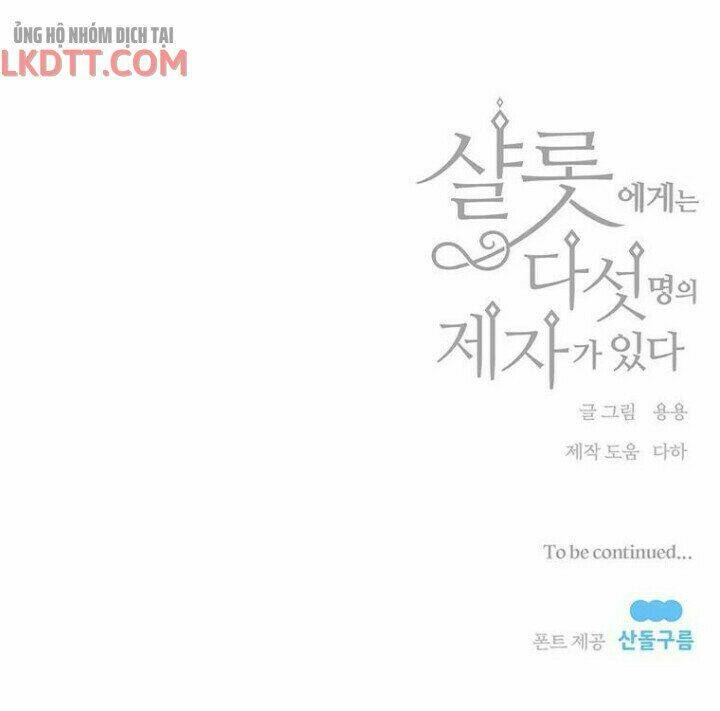 ỦNG HỘ NHÓM DỊCH TẠI
LKDTT.COM!
샬롯에게는
다섯 명의
제자가 있다
글 그림 용용
제작 도움 다하
To be continued...
폰트 제공 산돌구름